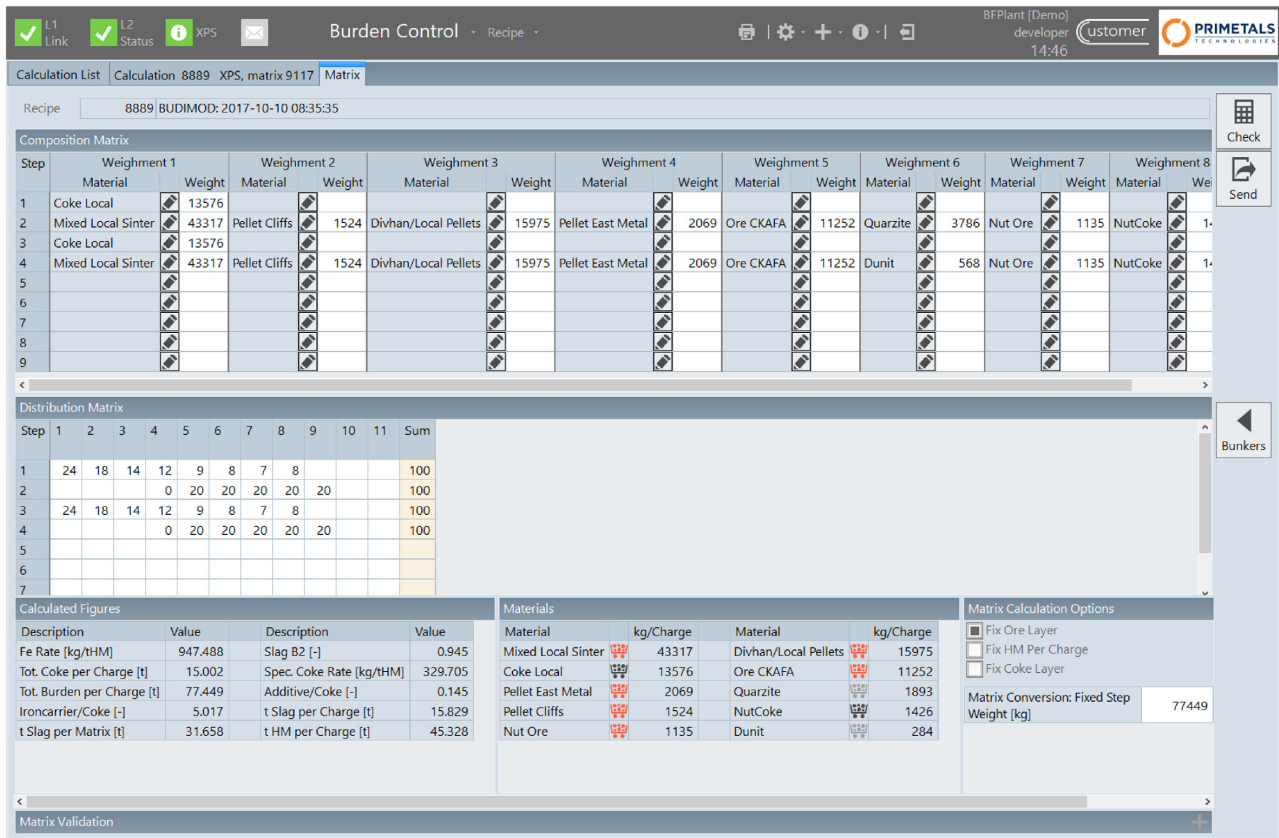 L1 Link L2 Status XPS Burden Control - Recipe - BFPlant [Demo] developer 14:46 Customer PRIMETALS TECHNOLOGIES
Calculation List Calculation 8889 XPS, matrix 9117 Matrix
Recipe 8889 BUDIMOD: 2017-10-10 08:35:35
Check
Send
Bunkers
Composition Matrix
Step Weighment 1 Weighment 2 Weighment 3 Weighment 4 Weighment 5 Weighment 6 Weighment 7 Weighment 8
Material Weight Material Weight Material Weight Material Weight Material Weight Material Weight Material Weight Material Wei
1 Coke Local 13576
2 Mixed Local Sinter 43317 Pellet Cliffs 1524 Divhan/Local Pellets 15975 Pellet East Metal 2069 Ore CKAFA 11252 Quarzite 3786 Nut Ore 1135 NutCoke 14
3 Coke Local 13576
4 Mixed Local Sinter 43317 Pellet Cliffs 1524 Divhan/Local Pellets 15975 Pellet East Metal 2069 Ore CKAFA 11252 Dunit 568 Nut Ore 1135 NutCoke 14
5
6
7
8
9
Distribution Matrix
Step 1 2 3 4 5 6 7 8 9 10 11 Sum
1 24 18 14 12 9 8 7 8 100
2 0 20 20 20 20 20 100
3 24 18 14 12 9 8 7 8 100
4 0 20 20 20 20 20 100
5
6
7
Calculated Figures
Description Value Description Value
Fe Rate [kg/tHM] 947.488 Slag B2 [-] 0.945
Tot. Coke per Charge [t] 15.002 Spec. Coke Rate [kg/tHM] 329.705
Tot. Burden per Charge [t] 77.449 Additive/Coke [-] 0.145
Ironcarrier/Coke [-] 5.017 t Slag per Charge [t] 15.829
t Slag per Matrix [t] 31.658 t HM per Charge [t] 45.328
Materials
Material kg/Charge Material kg/Charge
Mixed Local Sinter 43317 Divhan/Local Pellets 15975
Coke Local 13576 Ore CKAFA 11252
Pellet East Metal 2069 Quarzite 1893
Pellet Cliffs 1524 NutCoke 1426
Nut Ore 1135 Dunit 284
Matrix Calculation Options
Fix Ore Layer
Fix HM Per Charge
Fix Coke Layer
Matrix Conversion: Fixed Step
Weight [kg] 77449
Matrix Validation